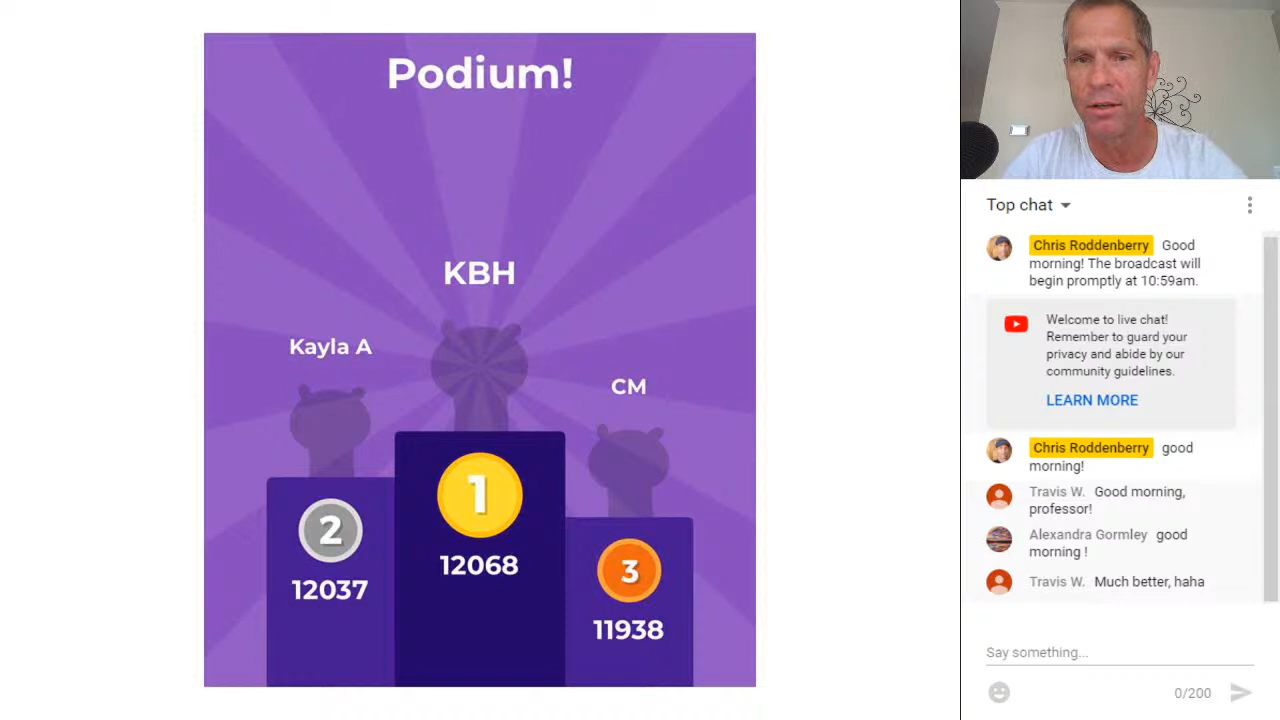 Podium!
KBH
Kayla A
CM
1
2
12068
3
12037
11938
Top chat
Chris Roddenberry Good
morning! The broadcast will
begin promptly at 10:59am.
Welcome to live chat!
Remember to guard your
privacy and abide by our
community guidelines.
LEARN MORE
Chris Roddenberry good
morning!
Travis W. Good morning,
professor!
Alexandra Gormley good
morning !
Travis W. Much better, haha
Say something...
0/200